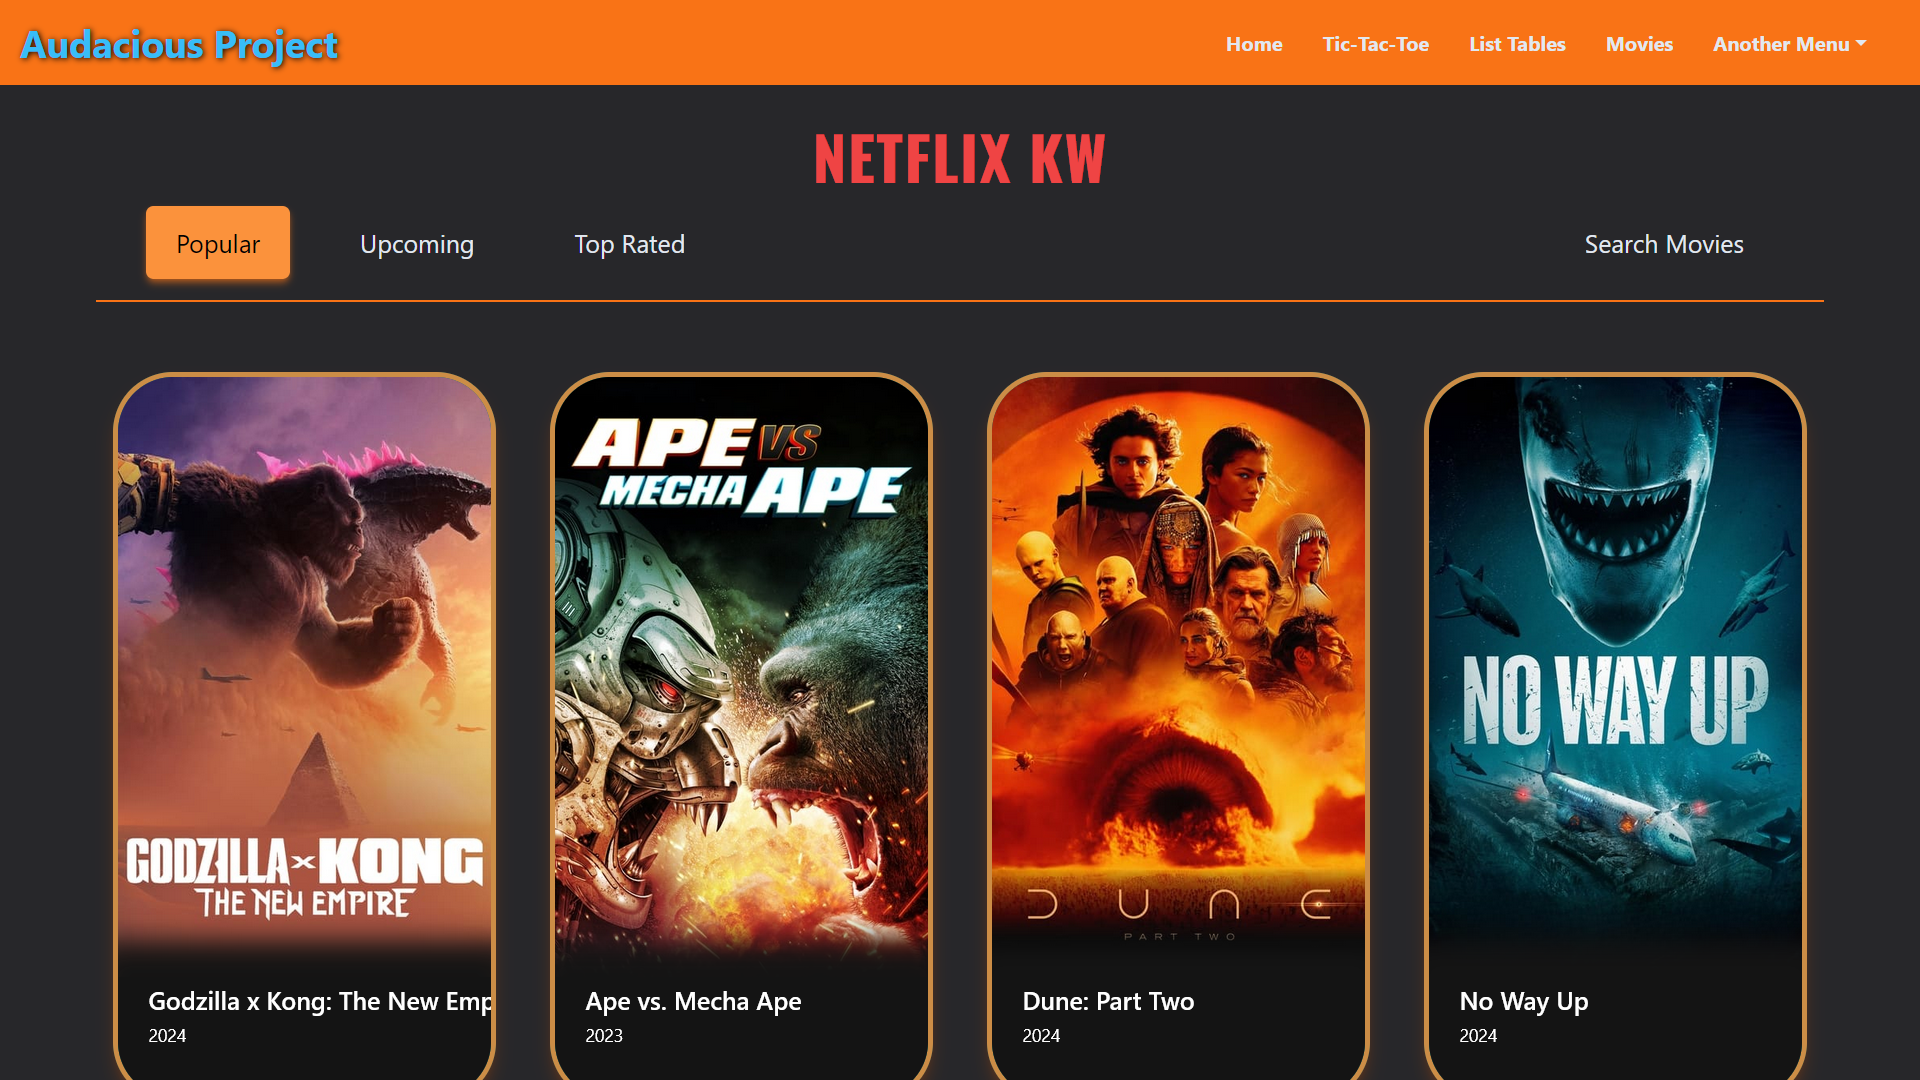 Audacious Project
Home
Tic-Tac-Toe
List Tables
Movies
Another Menu
NETFLIX KW
Popular
Upcoming
Top Rated
Search Movies
GODZILLA x KONG
THE NEW EMPIRE
Godzilla x Kong: The New Emp
2024
APE VS
MECHA APE
Ape vs. Mecha Ape
2023
DUNE
PART TWO
Dune: Part Two
2024
NO WAY UP
No Way Up
2024